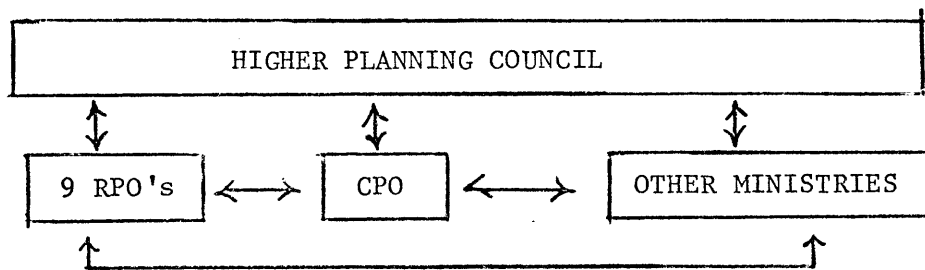 HIGHER PLANNING COUNCIL
9 RPO's CPO OTHER MINISTRIES